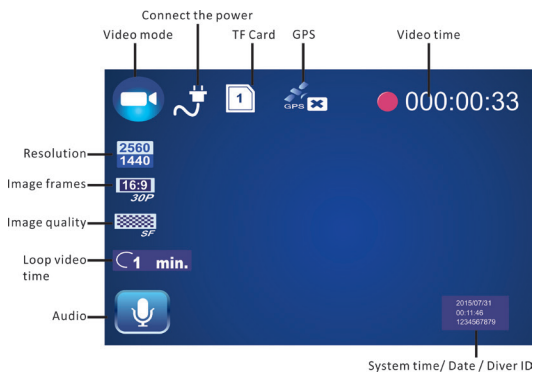 Connect the power
Video mode
TF Card
GPS
Video time
1
GPS
000:00:33
Resolution
2560
1440
Image frames
16:9
30P
Image quality
SF
Loop video
time
1 min.
Audio
2015/07/31
00:11:46
1234567879
System time/ Date / Diver ID